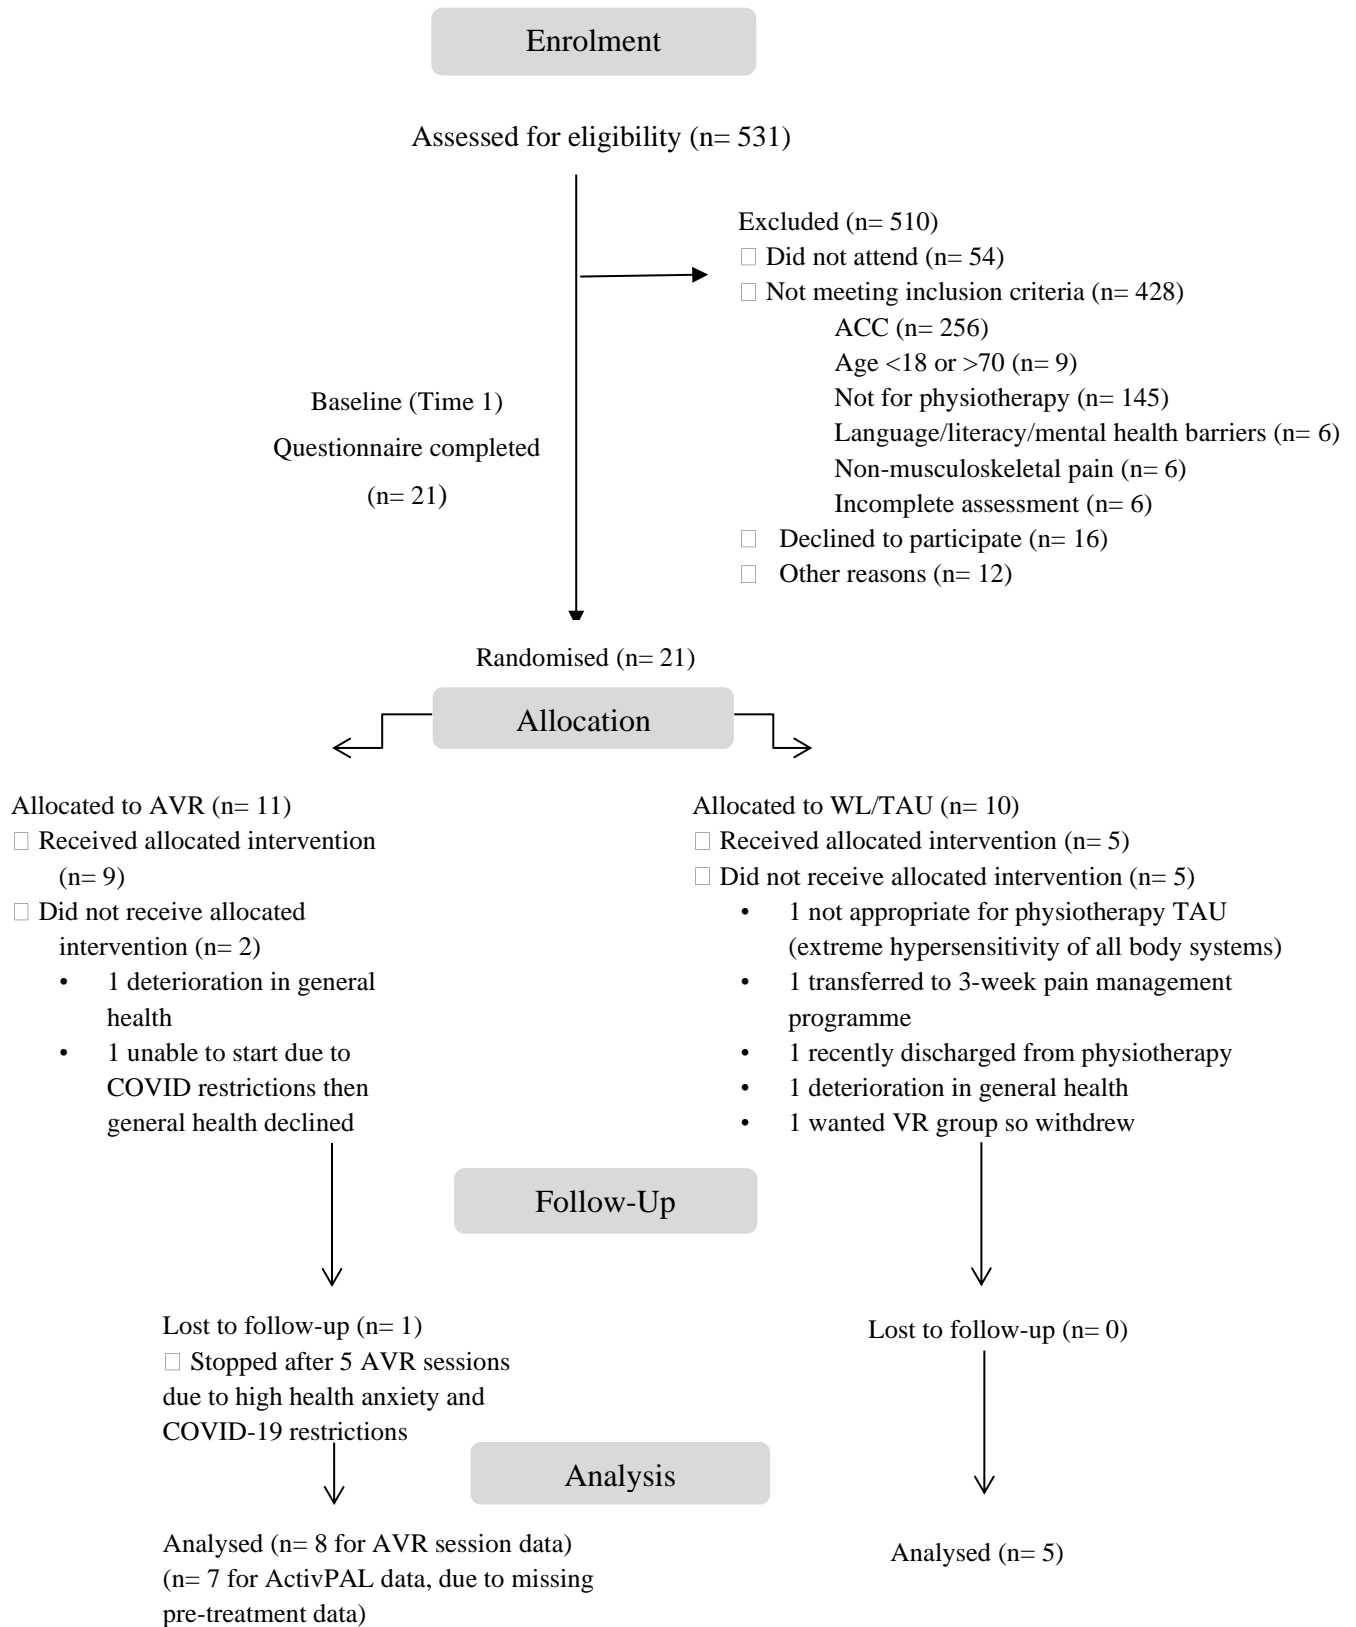 Enrolment
Assessed for eligibility (n= 531)
Excluded (n= 510)
□ Did not attend (n= 54)
□ Not meeting inclusion criteria (n= 428)
ACC (n= 256)
Age <18 or >70 (n= 9)
Not for physiotherapy (n= 145)
Language/literacy/mental health barriers (n= 6)
Non-musculoskeletal pain (n= 6)
Incomplete assessment (n= 6)
□ Declined to participate (n= 16)
□ Other reasons (n= 12)
Baseline (Time 1)
Questionnaire completed
(n= 21)
Randomised (n= 21)
Allocation
Allocated to AVR (n= 11)
□ Received allocated intervention
(n= 9)
□ Did not receive allocated
intervention (n= 2)
• 1 deterioration in general
health
• 1 unable to start due to
COVID restrictions then
general health declined
Allocated to WL/TAU (n= 10)
□ Received allocated intervention (n= 5)
□ Did not receive allocated intervention (n= 5)
• 1 not appropriate for physiotherapy TAU
(extreme hypersensitivity of all body systems)
• 1 transferred to 3-week pain management
programme
• 1 recently discharged from physiotherapy
• 1 deterioration in general health
• 1 wanted VR group so withdrew
Follow-Up
Lost to follow-up (n= 1)
□ Stopped after 5 AVR sessions
due to high health anxiety and
COVID-19 restrictions
Lost to follow-up (n= 0)
Analysis
Analysed (n= 8 for AVR session data)
(n= 7 for ActivPAL data, due to missing
pre-treatment data)
Analysed (n= 5)